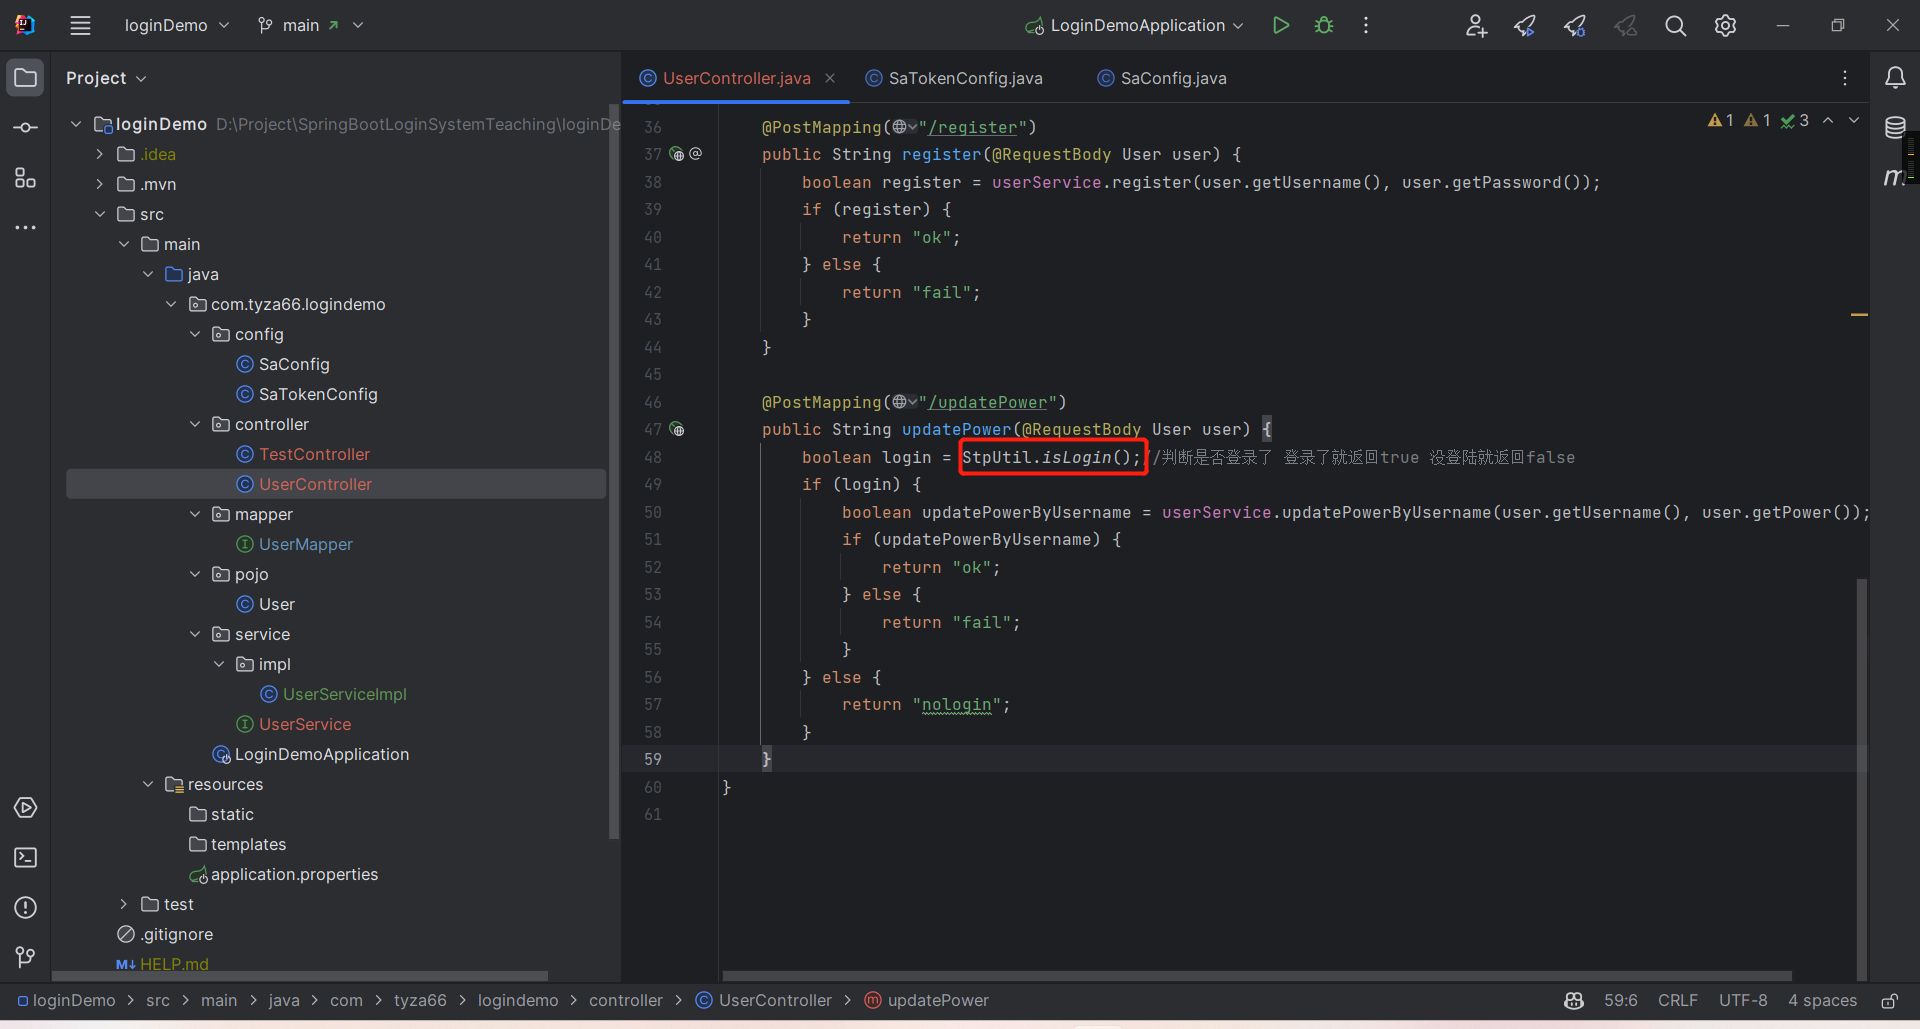 loginDemo
main
LoginDemoApplication
Project
UserController.java
SaTokenConfig.java
SaConfig.java
loginDemo D:\Project\SpringBootLoginSystemTeaching\loginDe
.idea
.mvn
src
main
java
com.tyza66.logindemo
config
SaConfig
SaTokenConfig
controller
TestController
UserController
mapper
UserMapper
pojo
User
service
impl
UserServiceImpl
UserService
LoginDemoApplication
resources
static
templates
application.properties
test
.gitignore
M↓ HELP.md
1 1 3
36 @PostMapping("/register")
37 public String register(@RequestBody User user) {
38 boolean register = userService.register(user.getUsername(), user.getPassword());
39 if (register) {
40 return "ok";
41 } else {
42 return "fail";
43 }
44 }
45
46 @PostMapping("/updatePower")
47 public String updatePower(@RequestBody User user) {
48 boolean login = StpUtil.isLogin();//判断是否登录了 登录了就返回true 没登陆就返回false
49 if (login) {
50 boolean updatePowerByUsername = userService.updatePowerByUsername(user.getUsername(), user.getPower());
51 if (updatePowerByUsername) {
52 return "ok";
53 } else {
54 return "fail";
55 }
56 } else {
57 return "nologin";
58 }
59 }
60 }
61
loginDemo > src > main > java > com > tyza66 > logindemo > controller > UserController > updatePower
59:6 CRLF UTF-8 4 spaces